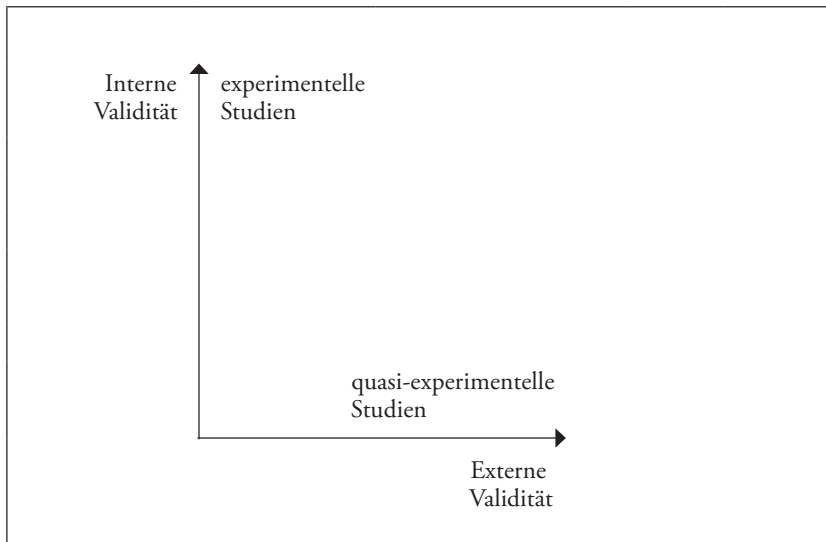 Interne
Validität
experimentelle
Studien
quasi-experimentelle
Studien
Externe
Validität